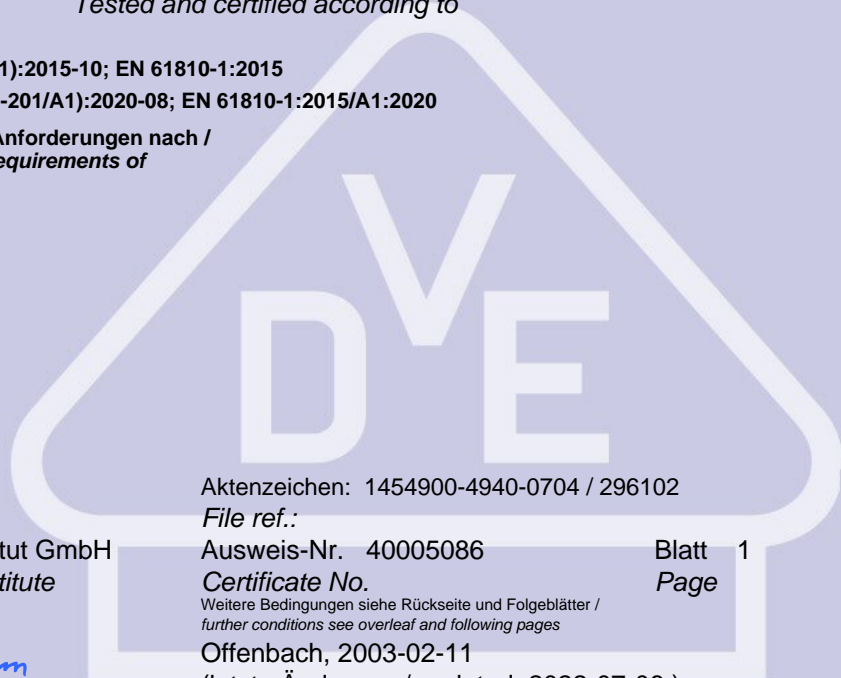 Tested and certified according to
1):2015-10; EN 61810-1:2015
-201/A1):2020-08; EN 61810-1:2015/A1:2020
Anforderungen nach /
equirements of
VDE
Aktenzeichen: 1454900-4940-0704 / 296102
File ref.:
tut GmbH Ausweis-Nr. 40005086 Blatt 1
titute Certificate No. Page
Weitere Bedingungen siehe Rückseite und Folgeblätter /
further conditions see overleaf and following pages
Offenbach, 2003-02-11